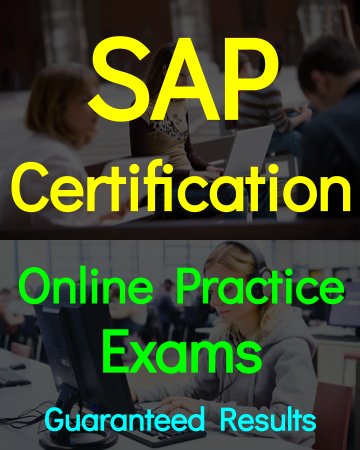 SAP
Certification
Online Practice
Exams
Guaranteed Results